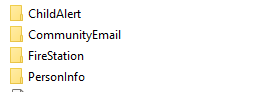 ChildAlert
CommunityEmail
FireStation
PersonInfo